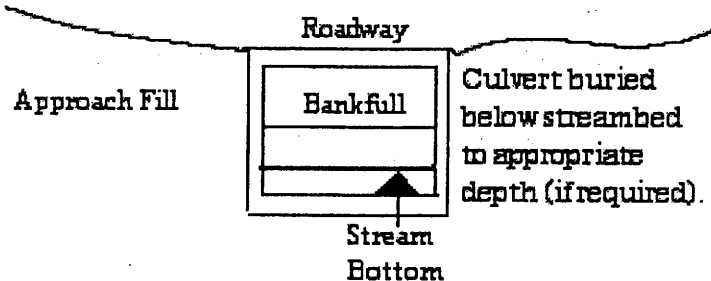 Roadway
Approach Fill
Bankfull
Culvert buried
below streambed
to appropriate
depth (if required).
Stream
Bottom